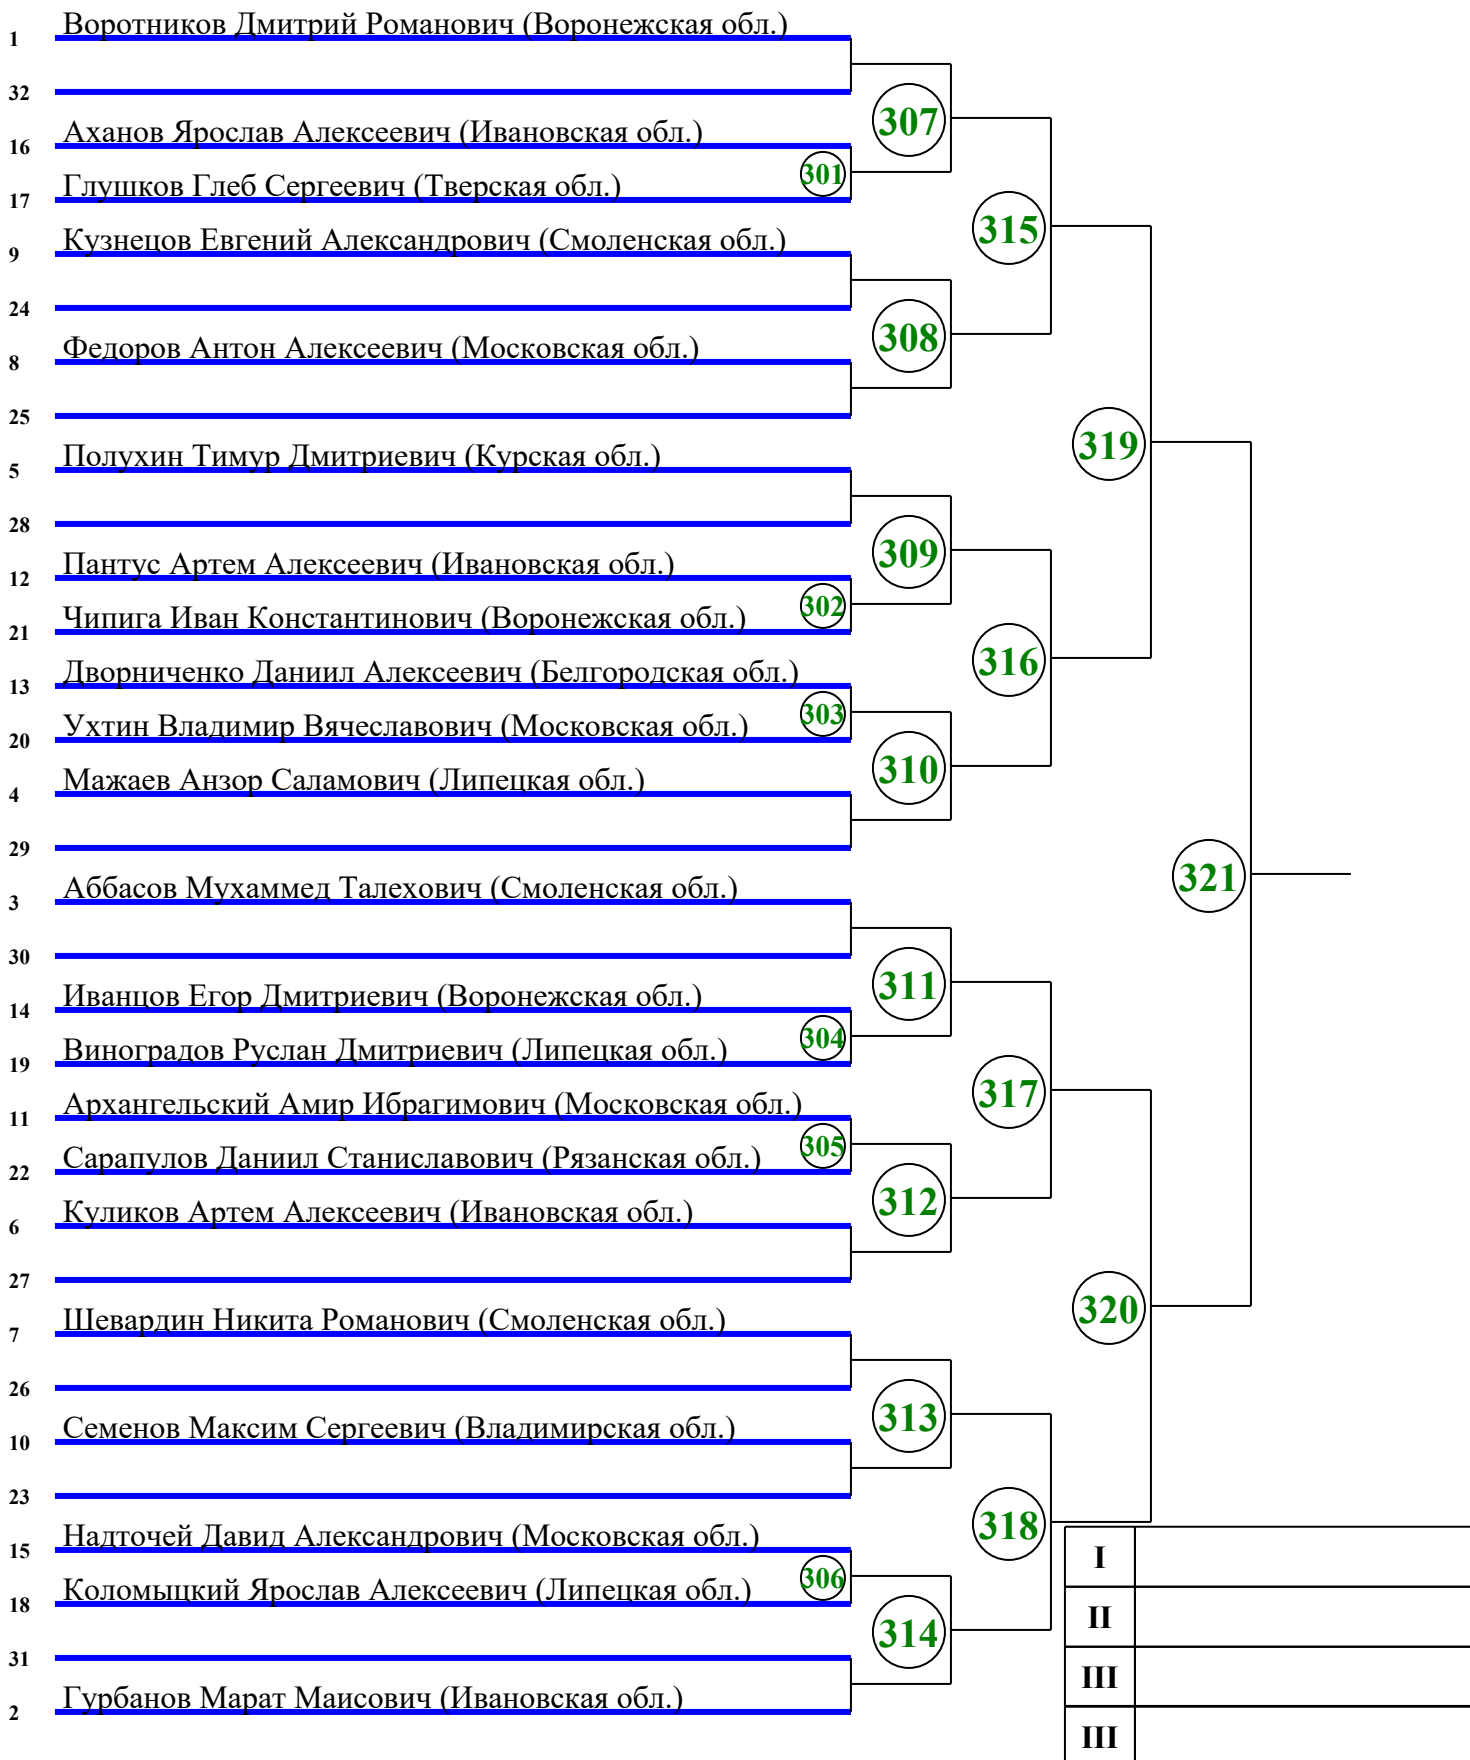 1 Воротников Дмитрий Романович (Воронежская обл.)
32
16 Аханов Ярослав Алексеевич (Ивановская обл.)
17 Глушков Глеб Сергеевич (Тверская обл.)
9 Кузнецов Евгений Александрович (Смоленская обл.)
24
8 Федоров Антон Алексеевич (Московская обл.)
25
5 Полухин Тимур Дмитриевич (Курская обл.)
28
12 Пантус Артем Алексеевич (Ивановская обл.)
21 Чипига Иван Константинович (Воронежская обл.)
13 Дворниченко Даниил Алексеевич (Белгородская обл.)
20 Ухтин Владимир Вячеславович (Московская обл.)
4 Мажаев Анзор Саламович (Липецкая обл.)
29
3 Аббасов Мухаммед Талехович (Смоленская обл.)
30
14 Иванцов Егор Дмитриевич (Воронежская обл.)
19 Виноградов Руслан Дмитриевич (Липецкая обл.)
11 Архангельский Амир Ибрагимович (Московская обл.)
22 Сарапулов Даниил Станиславович (Рязанская обл.)
6 Куликов Артем Алексеевич (Ивановская обл.)
27
7 Шевардин Никита Романович (Смоленская обл.)
26
10 Семенов Максим Сергеевич (Владимирская обл.)
23
15 Надточей Давид Александрович (Московская обл.)
18 Коломыцкий Ярослав Алексеевич (Липецкая обл.)
31
2 Гурбанов Марат Маисович (Ивановская обл.)
301
302
303
304
305
306
307
308
309
310
311
312
313
314
315
316
317
318
319
320
321
I
II
III
III